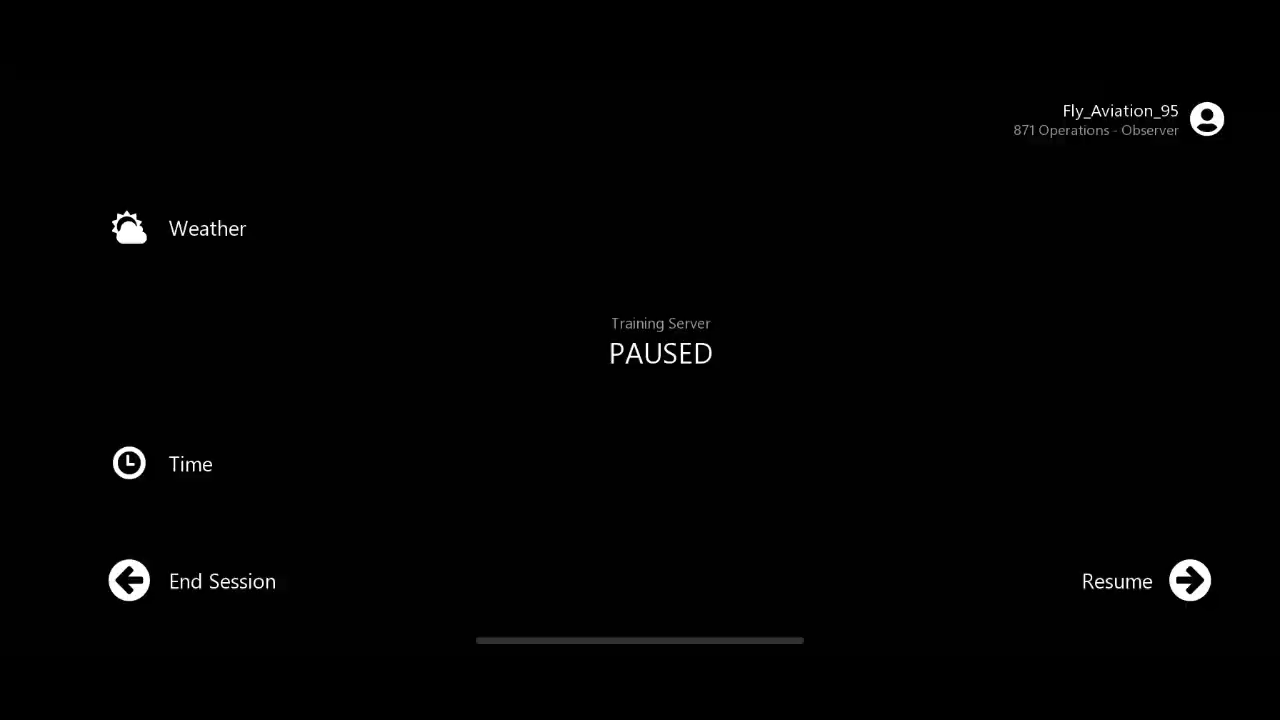 Fly_Aviation_95
871 Operations - Observer
Weather
Training Server
PAUSED
Time
End Session
Resume